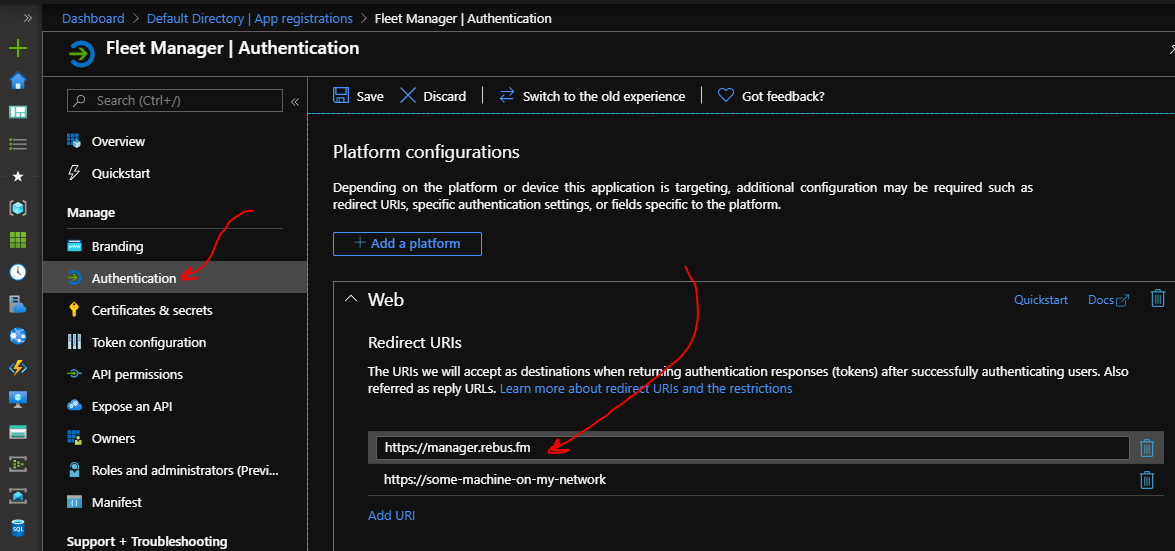 Dashboard > Default Directory | App registrations > Fleet Manager | Authentication
Fleet Manager | Authentication
Search (Ctrl+/)
Overview
Quickstart
Manage
Branding
Authentication
Certificates & secrets
Token configuration
API permissions
Expose an API
Owners
Roles and administrators (Previ...
Manifest
Support + Troubleshooting
Save
Discard
Switch to the old experience
Got feedback?
Platform configurations
Depending on the platform or device this application is targeting, additional configuration may be required such as
redirect URIs, specific authentication settings, or fields specific to the platform.
+ Add a platform
Web
Quickstart
Docs
Redirect URIs
The URIs we will accept as destinations when returning authentication responses (tokens) after successfully authenticating users. Also
referred as reply URLs. Learn more about redirect URIs and the restrictions
https://manager.rebus.fm
https://some-machine-on-my-network
Add URI
SQL